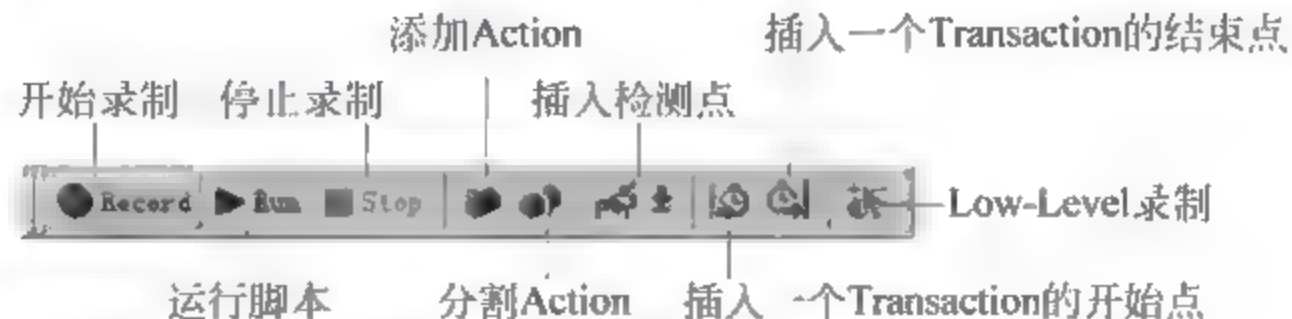 添加Action 插入一个Transaction的结束点
开始录制 停止录制 插入检测点
Record Run Stop Low-Level录制
运行脚本 分割Action 插入一个Transaction的开始点